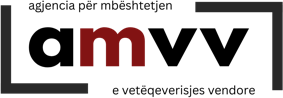 agjencia për mbështetjen
amvv
e vetëqeverisjes vendore